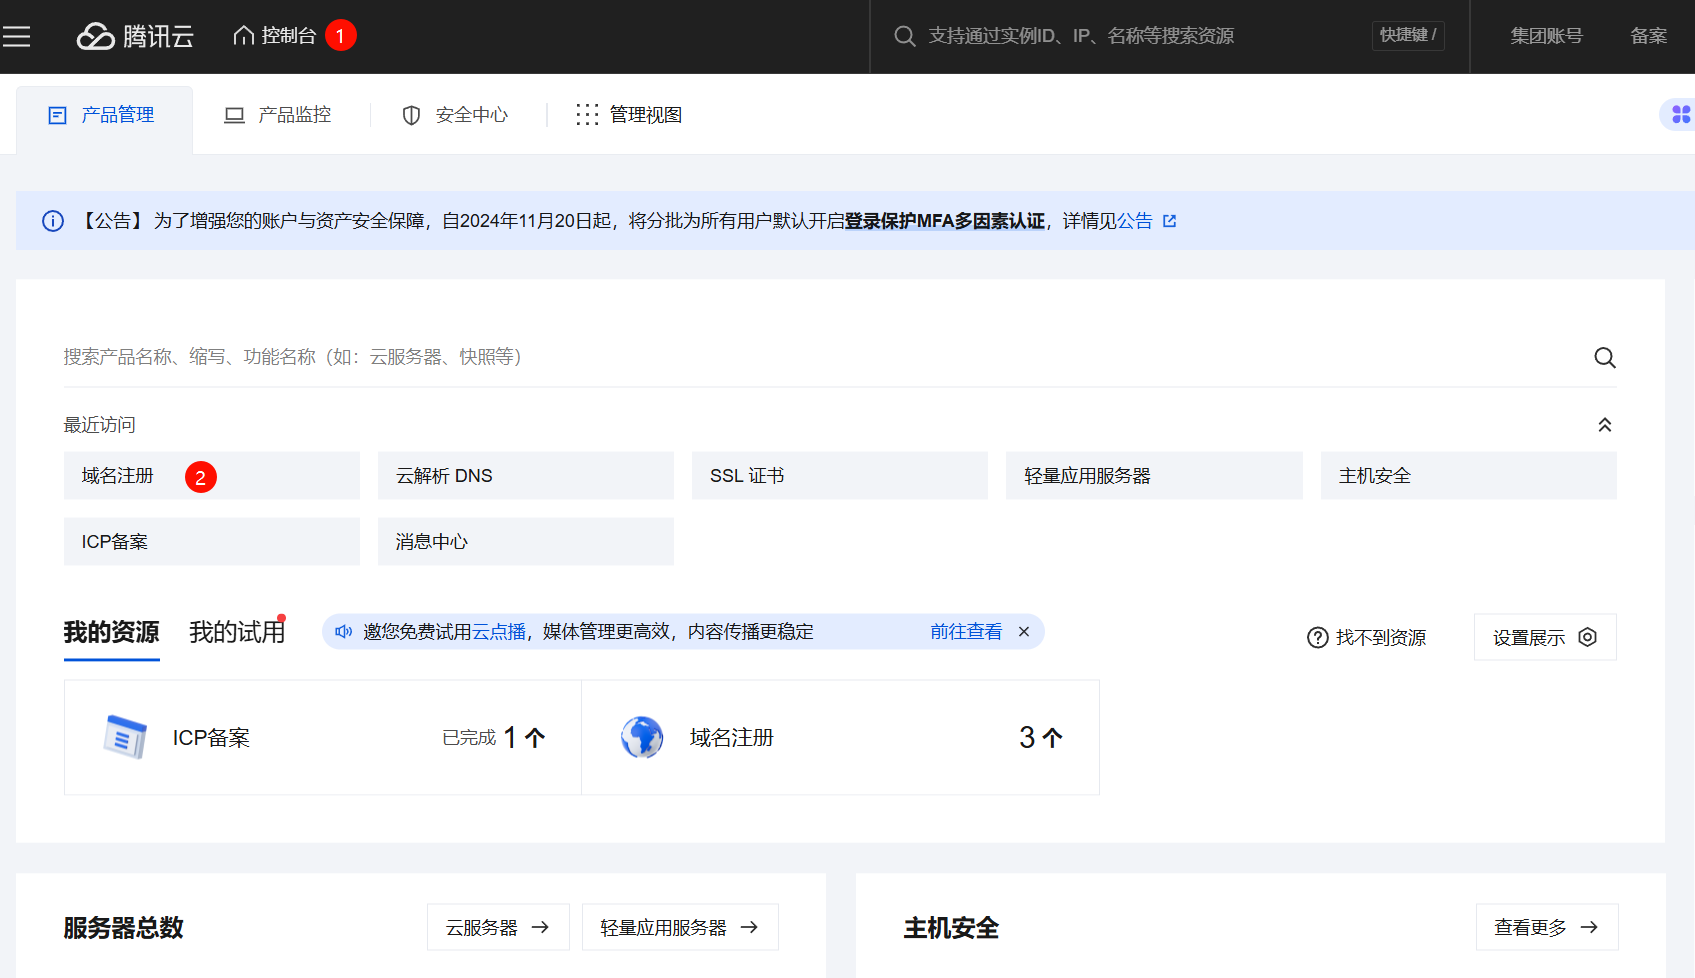 腾讯云 控制台 1 支持通过实例ID、IP、名称等搜索资源 快捷键 / 集团账号 备案
产品管理 产品监控 安全中心 管理视图
【公告】 为了增强您的账户与资产安全保障，自2024年11月20日起，将分批为所有用户默认开启登录保护MFA多因素认证，详情见公告
搜索产品名称、缩写、功能名称（如：云服务器、快照等）
最近访问
域名注册 2 云解析 DNS SSL 证书 轻量应用服务器 主机安全
ICP备案 消息中心
我的资源 我的试用 邀您免费试用云点播，媒体管理更高效，内容传播更稳定 前往查看 找不到资源 设置展示
ICP备案 已完成 1 个 域名注册 3 个
服务器总数 云服务器 轻量应用服务器 主机安全 查看更多